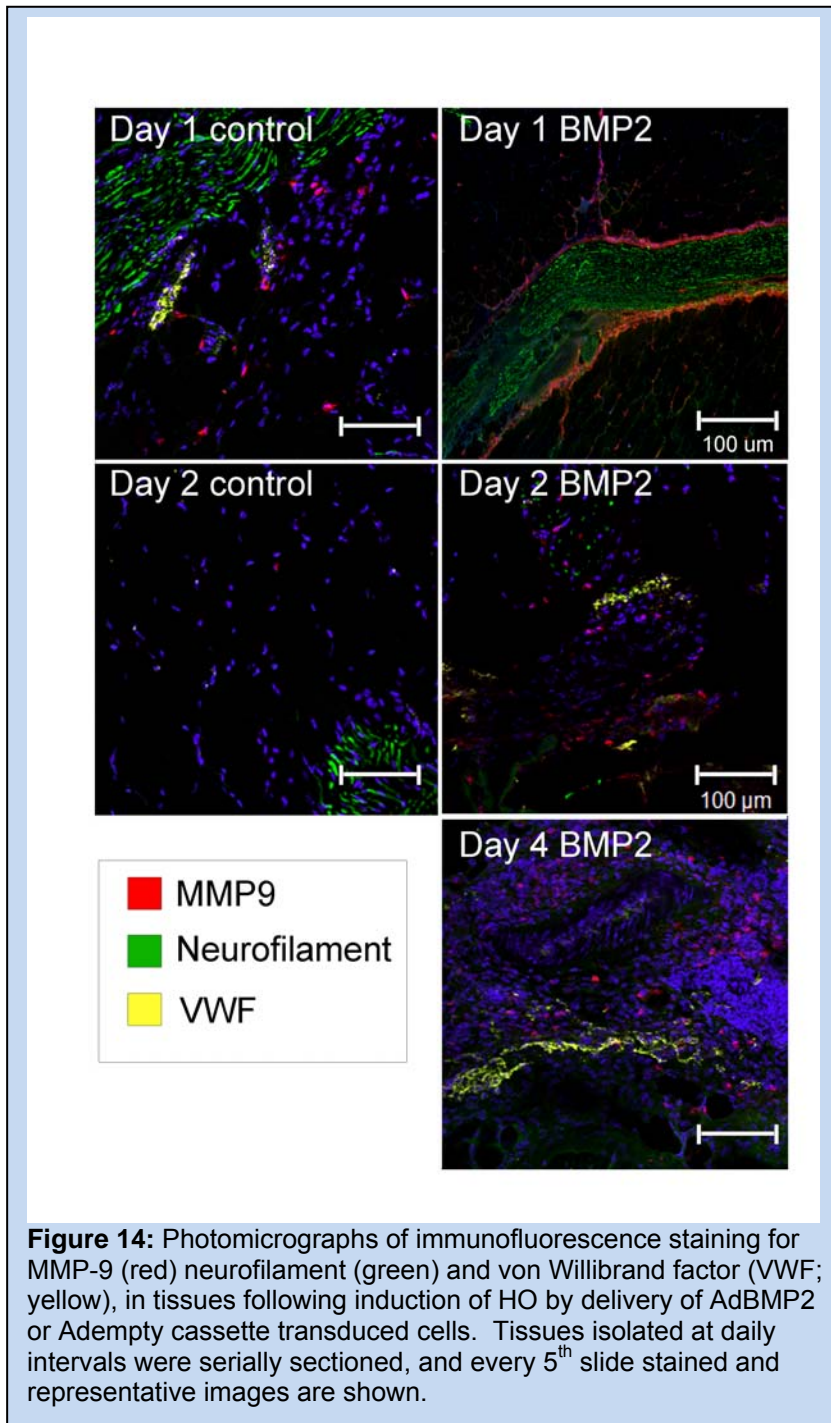 Day 1 control
Day 1 BMP2
100 um
Day 2 control
Day 2 BMP2
100 µm
Day 4 BMP2
MMP9
Neurofilament
VWF
Figure 14: Photomicrographs of immunofluorescence staining for
MMP-9 (red) neurofilament (green) and von Willibrand factor (VWF;
yellow), in tissues following induction of HO by delivery of AdBMP2
or Adempty cassette transduced cells. Tissues isolated at daily
intervals were serially sectioned, and every 5th slide stained and
representative images are shown.